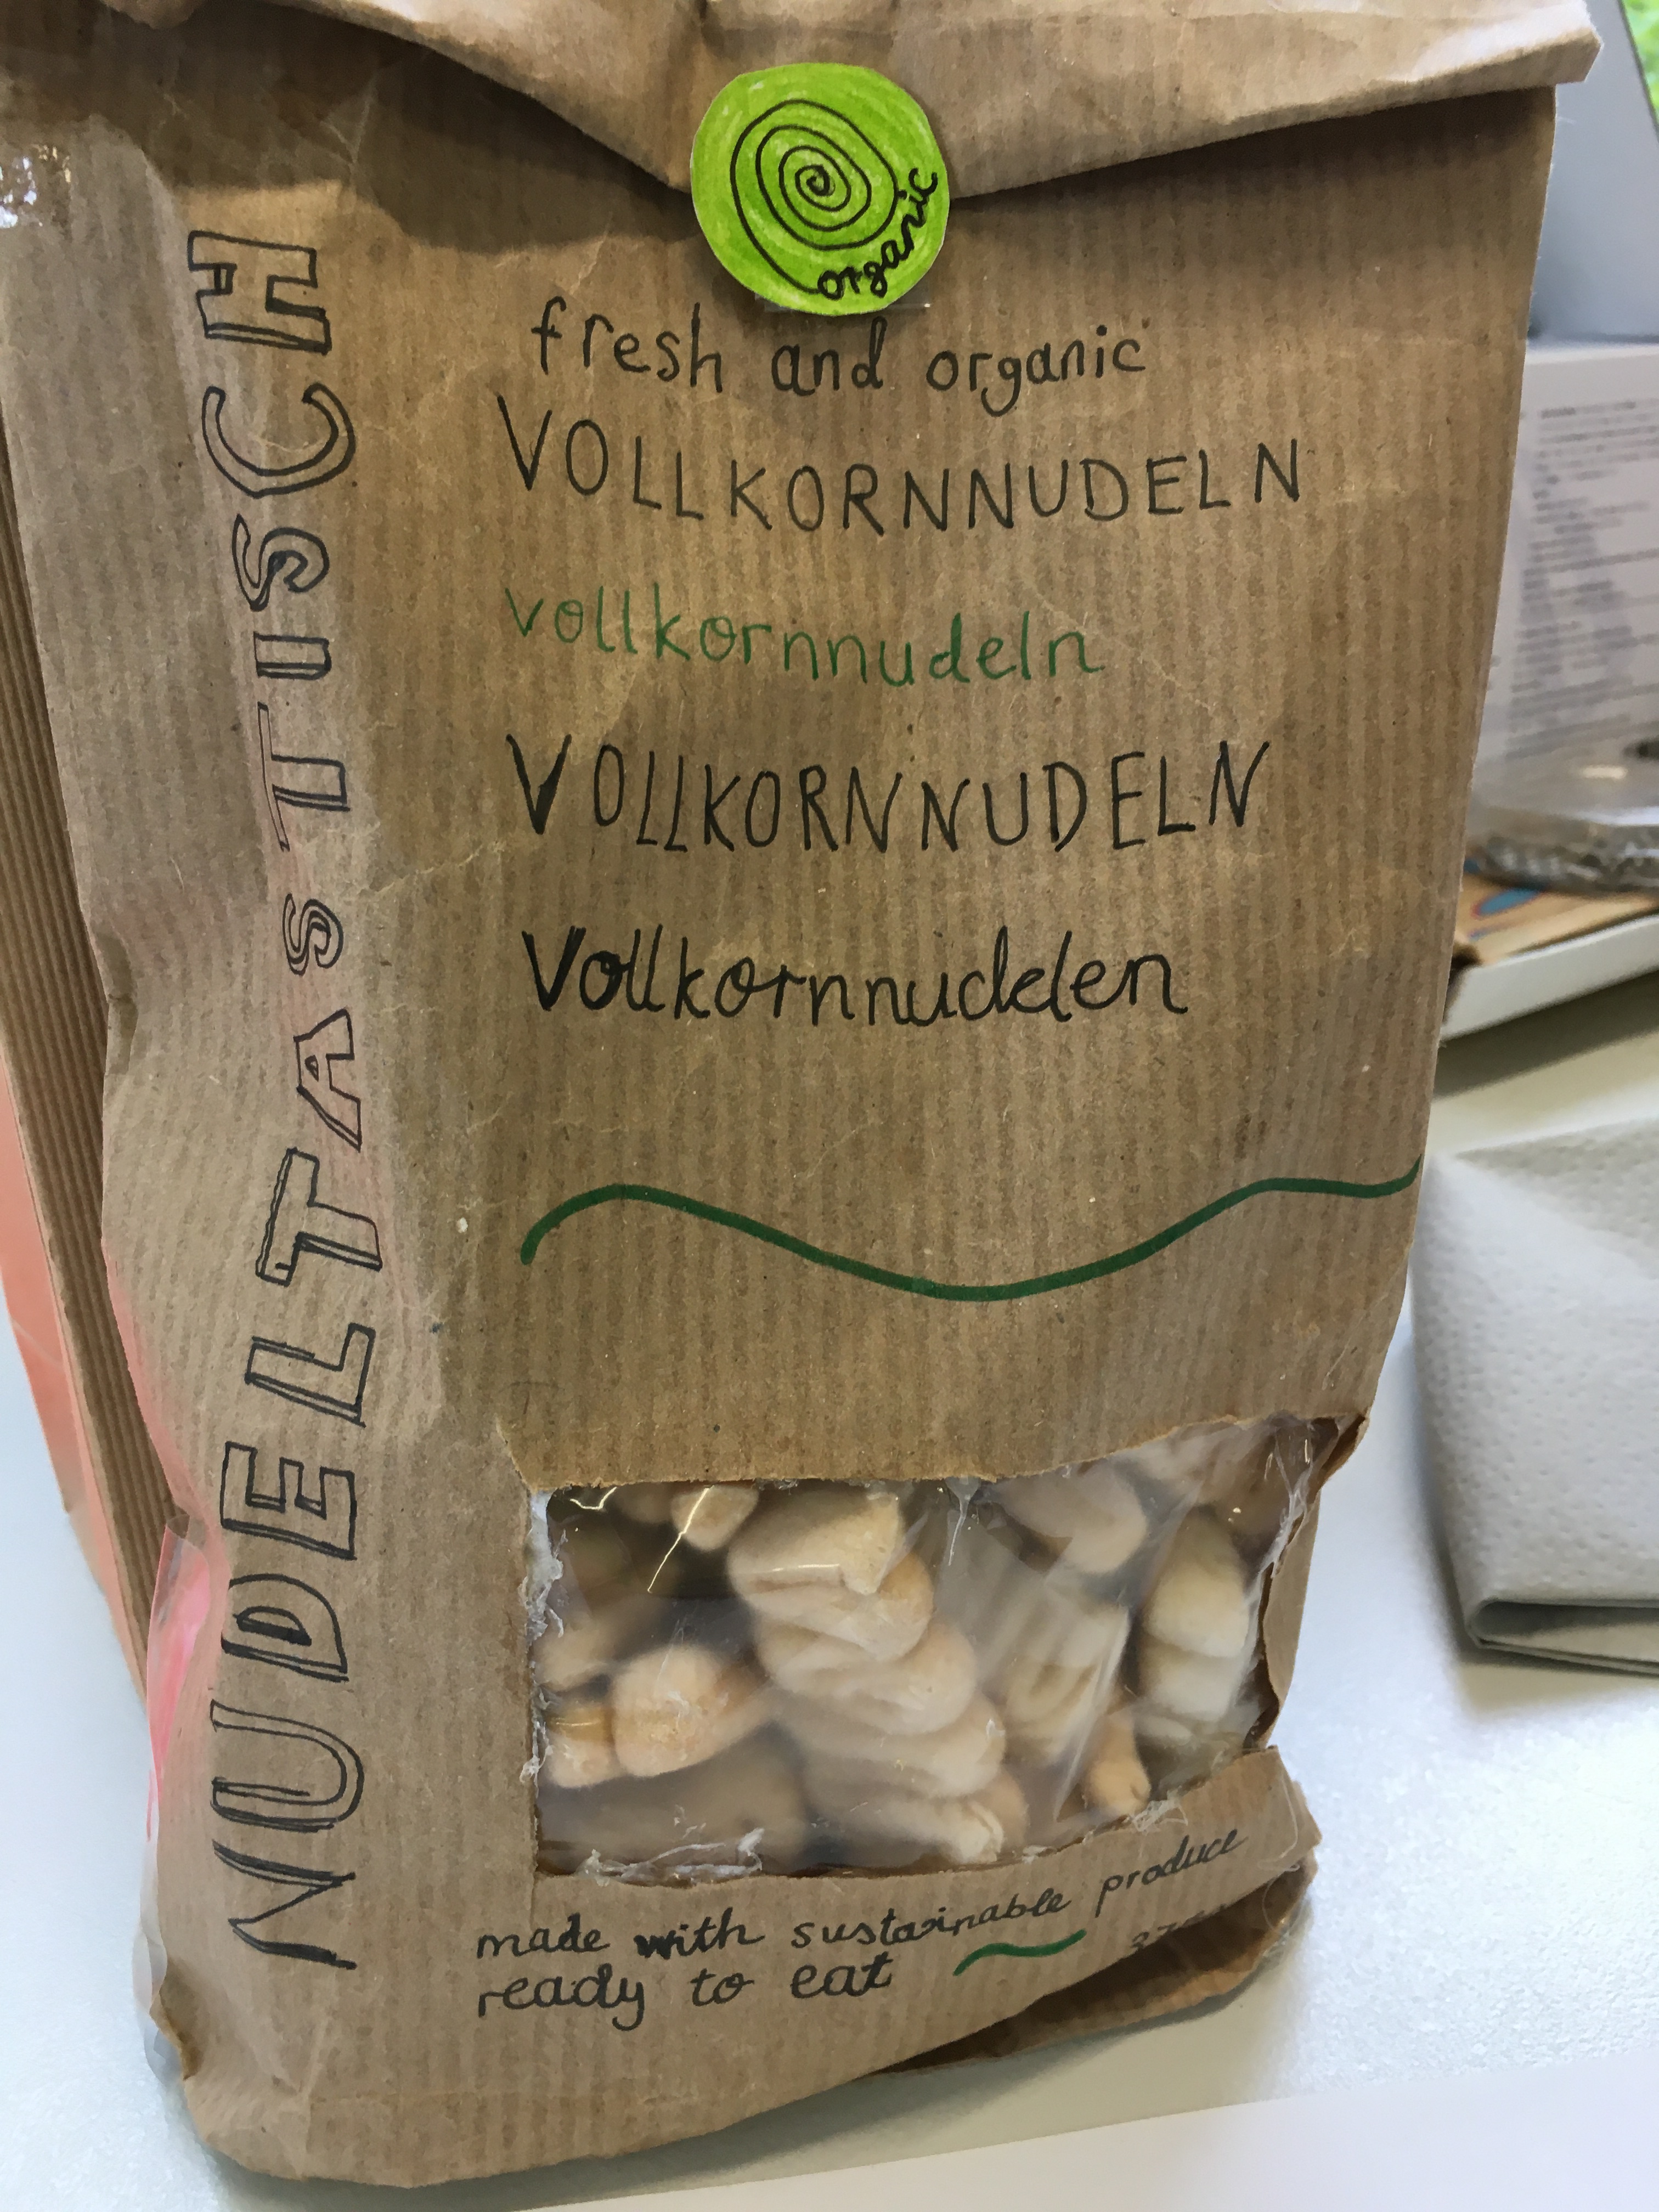 organic
fresh and organic
VOLLKORNNUDELN
vollkornnudeln
VOLLKORNNUDELN
Vollkornnudelen
NUDELTASTISCH
made with sustainable produce
ready to eat